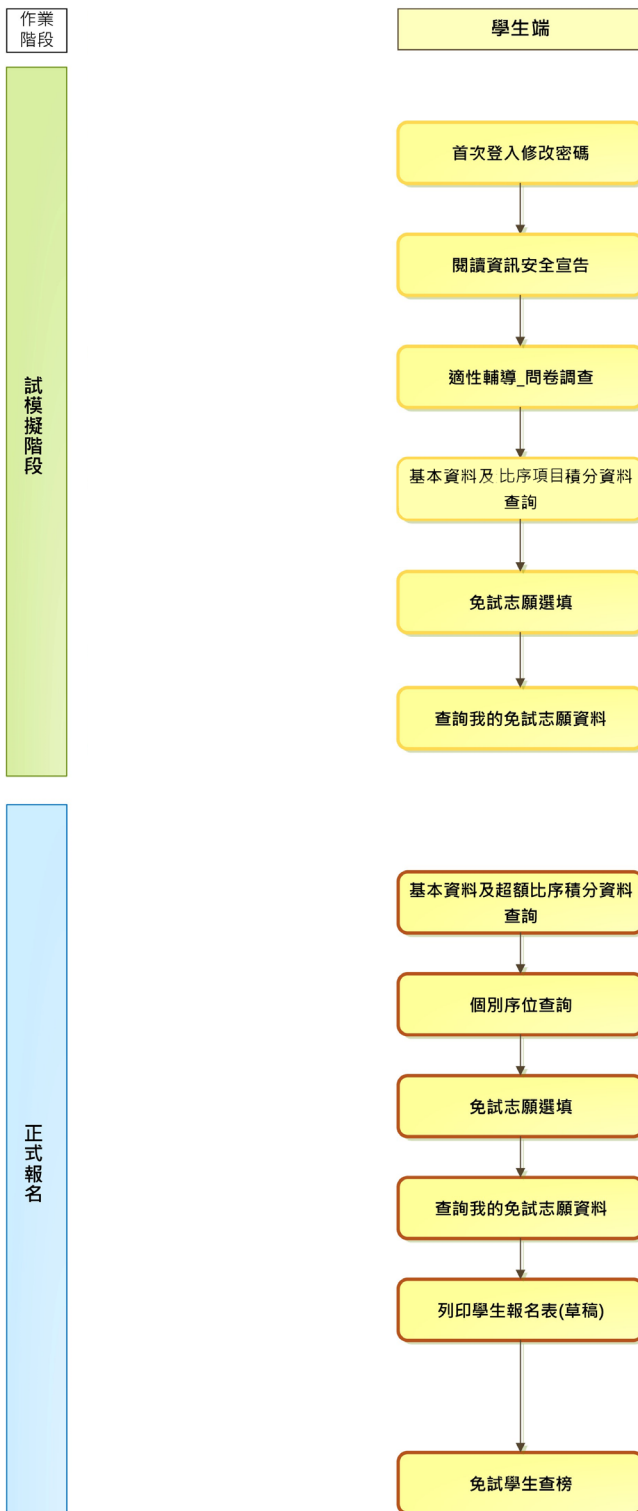 作業
階段
學生端
試模擬階段
首次登入修改密碼
閱讀資訊安全宣告
適性輔導_問卷調查
基本資料及 比序項目積分資料
查詢
免試志願選填
查詢我的免試志願資料
正式報名
基本資料及超額比序積分資料
查詢
個別序位查詢
免試志願選填
查詢我的免試志願資料
列印學生報名表(草稿)
免試學生查榜